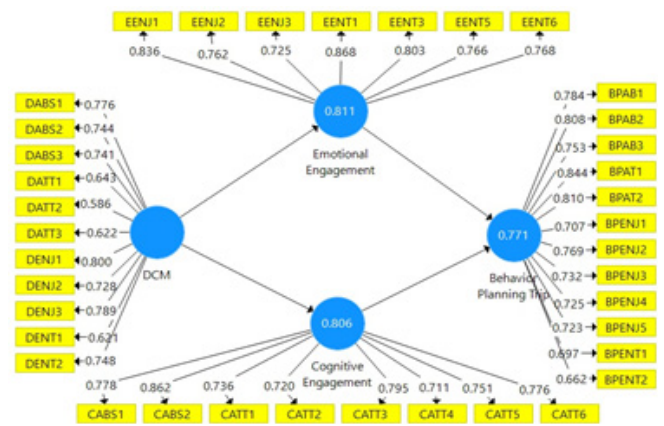 EENJ1 EENJ2 EENJ3 EENT1 EENT3 EENT5 EENT6
0.836 0.762 0.725 0.868 0.803 0.766 0.768
0.811
Emotional
Engagement
DABS1 0.776
DABS2 0.744
DABS3 0.741
DATT1 0.643
DATT2 0.586
DATT3 0.622
DENJ1 0.800
DENJ2 0.728
DENJ3 0.789
DENT1 0.621
DENT2 0.748
DCM
0.784 BPAB1
0.808 BPAB2
0.753 BPAB3
0.844 BPAT1
0.810 BPAT2
0.707 BPENJ1
0.769 BPENJ2
0.732 BPENJ3
0.725 BPENJ4
0.723 BPENJ5
0.697 BPENT1
0.662 BPENT2
0.771
Behavior
Planning Trip
0.806
Cognitive
Engagement
0.778 0.862 0.736 0.720 0.795 0.711 0.751 0.776
CABS1 CABS2 CATT1 CATT2 CATT3 CATT4 CATT5 CATT6